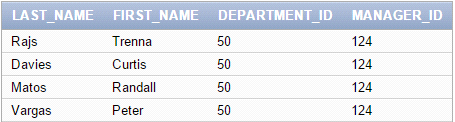 LAST_NAME FIRST_NAME DEPARTMENT_ID MANAGER_ID
Rajs Trenna 50 124
Davies Curtis 50 124
Matos Randall 50 124
Vargas Peter 50 124